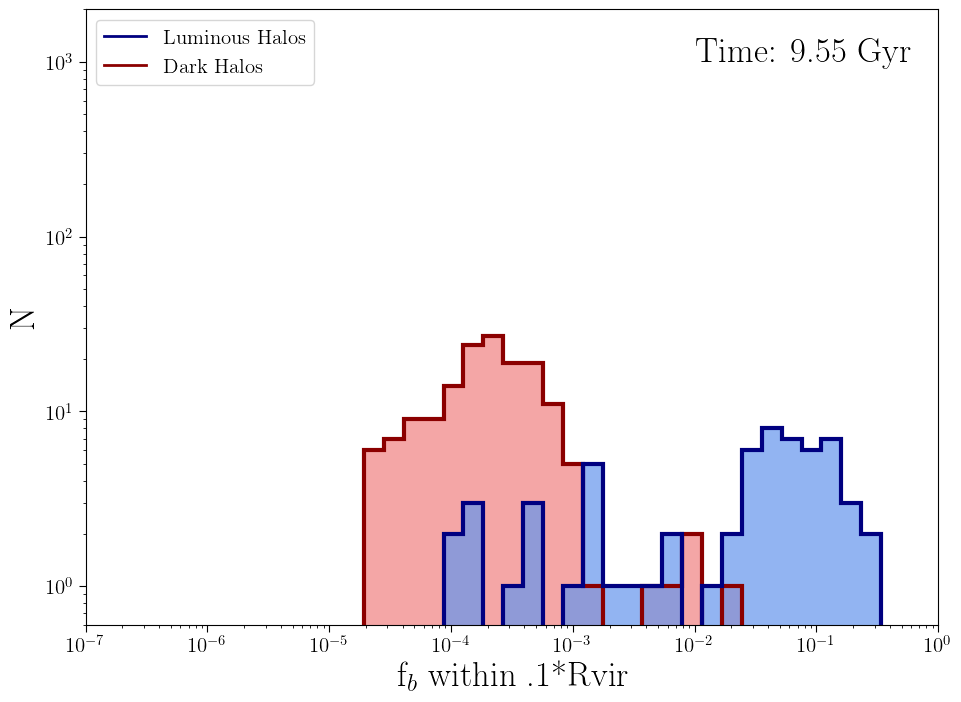 Luminous Halos
Dark Halos
Time: 9.55 Gyr
10³
10²
10¹
10⁰
N
10⁻⁷ 10⁻⁶ 10⁻⁵ 10⁻⁴ 10⁻³ 10⁻² 10⁻¹ 10⁰
f_b within .1*Rvir